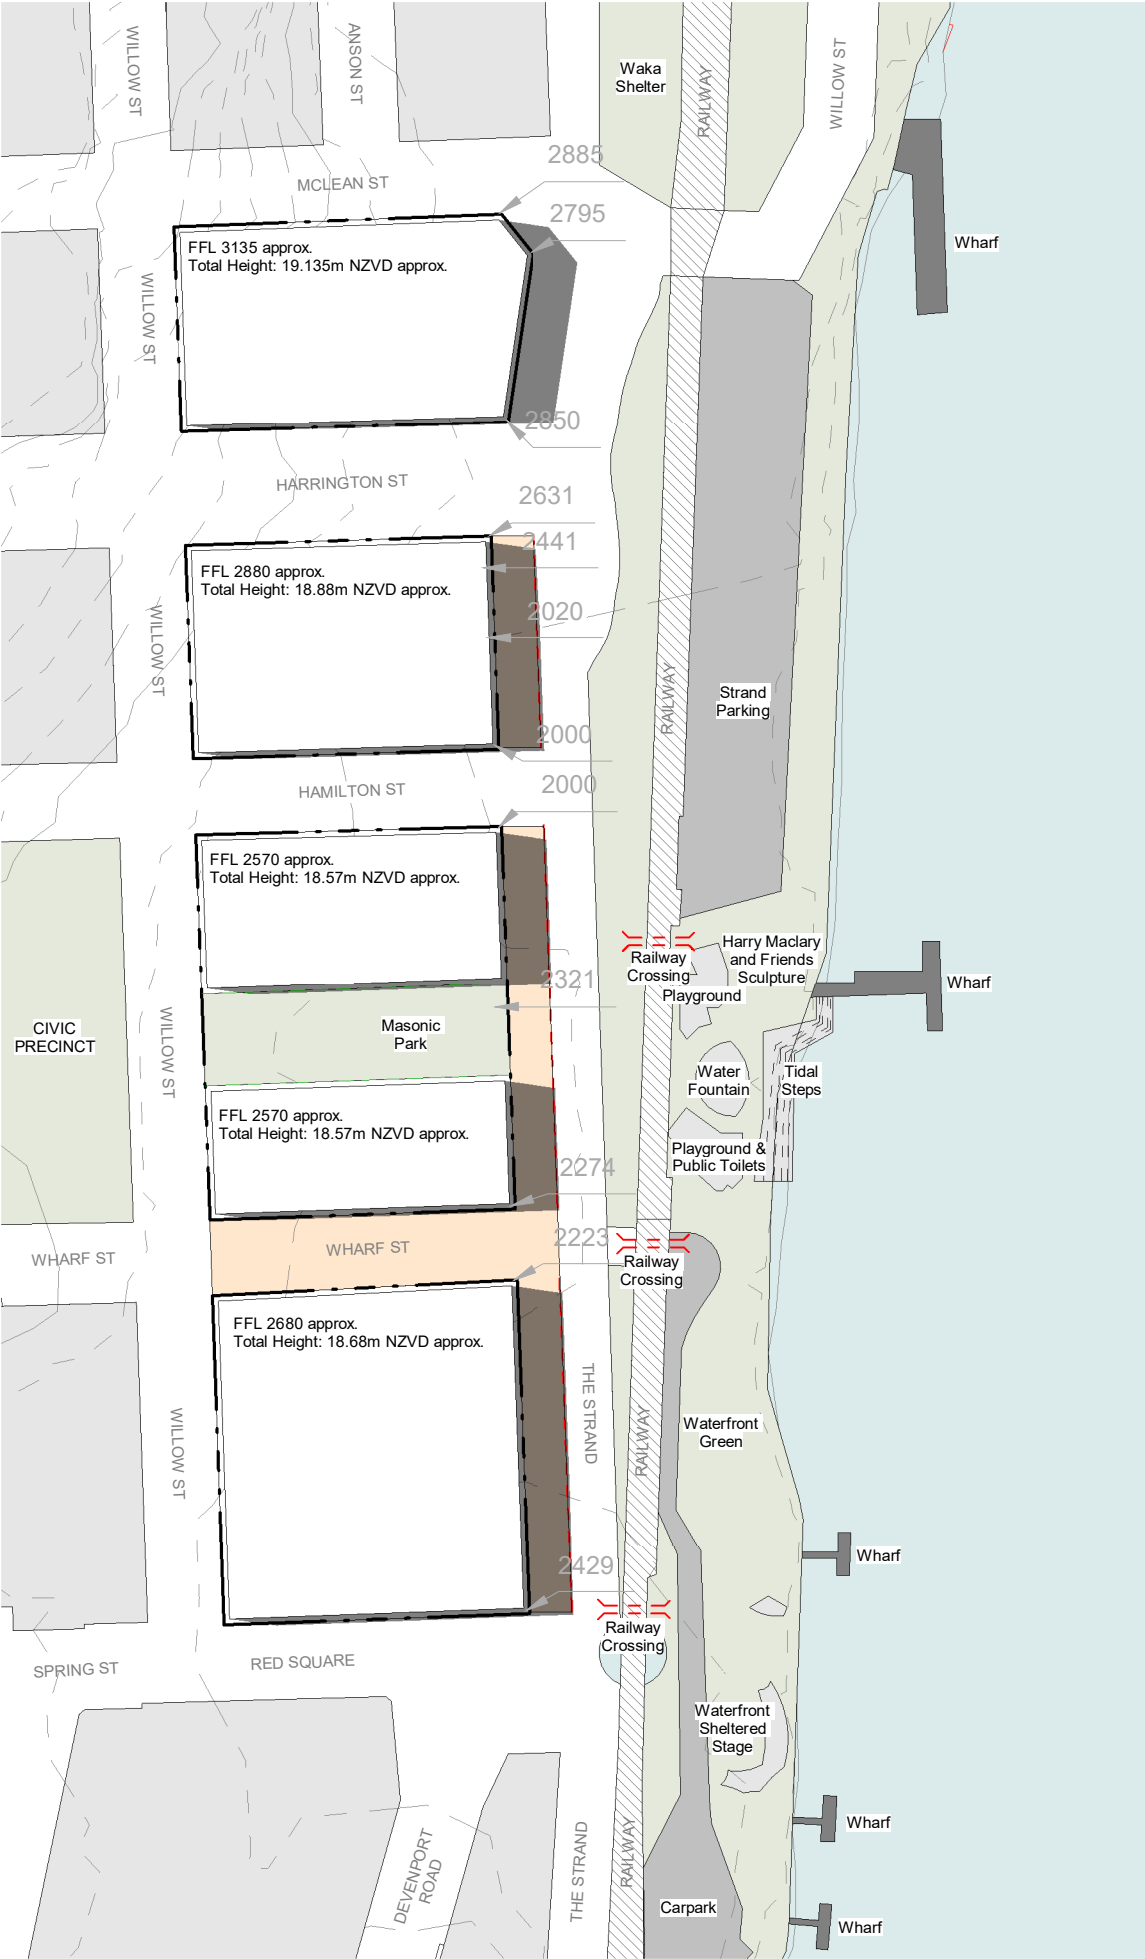 WILLOW ST
ANSON ST
Waka
Shelter
RAILWAY
WILLOW ST
MCLEAN ST
2885
2795
FFL 3135 approx.
Total Height: 19.135m NZVD approx.
Wharf
WILLOW ST
2850
HARRINGTON ST
2631
2441
FFL 2880 approx.
Total Height: 18.88m NZVD approx.
2020
WILLOW ST
RAILWAY
Strand
Parking
2000
HAMILTON ST
2000
FFL 2570 approx.
Total Height: 18.57m NZVD approx.
Harry Maclary
and Friends
Sculpture
Railway
Crossing
Playground
2321
Wharf
CIVIC
PRECINCT
WILLOW ST
Masonic
Park
Water
Fountain
Tidal
Steps
FFL 2570 approx.
Total Height: 18.57m NZVD approx.
Playground &
Public Toilets
2274
2223
WHARF ST
WHARF ST
Railway
Crossing
FFL 2680 approx.
Total Height: 18.68m NZVD approx.
WILLOW ST
THE STRAND
RAILWAY
Waterfront
Green
2429
Wharf
Railway
Crossing
SPRING ST
RED SQUARE
Waterfront
Sheltered
Stage
Wharf
DEVENPORT
ROAD
THE STRAND
RAILWAY
Carpark
Wharf